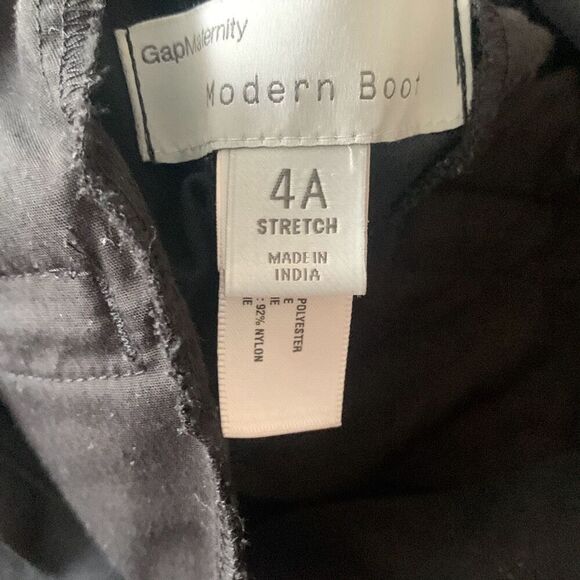 GapMaternity
Modern Boot
4A
STRETCH
MADE IN
INDIA
POLYESTER
92% NYLON